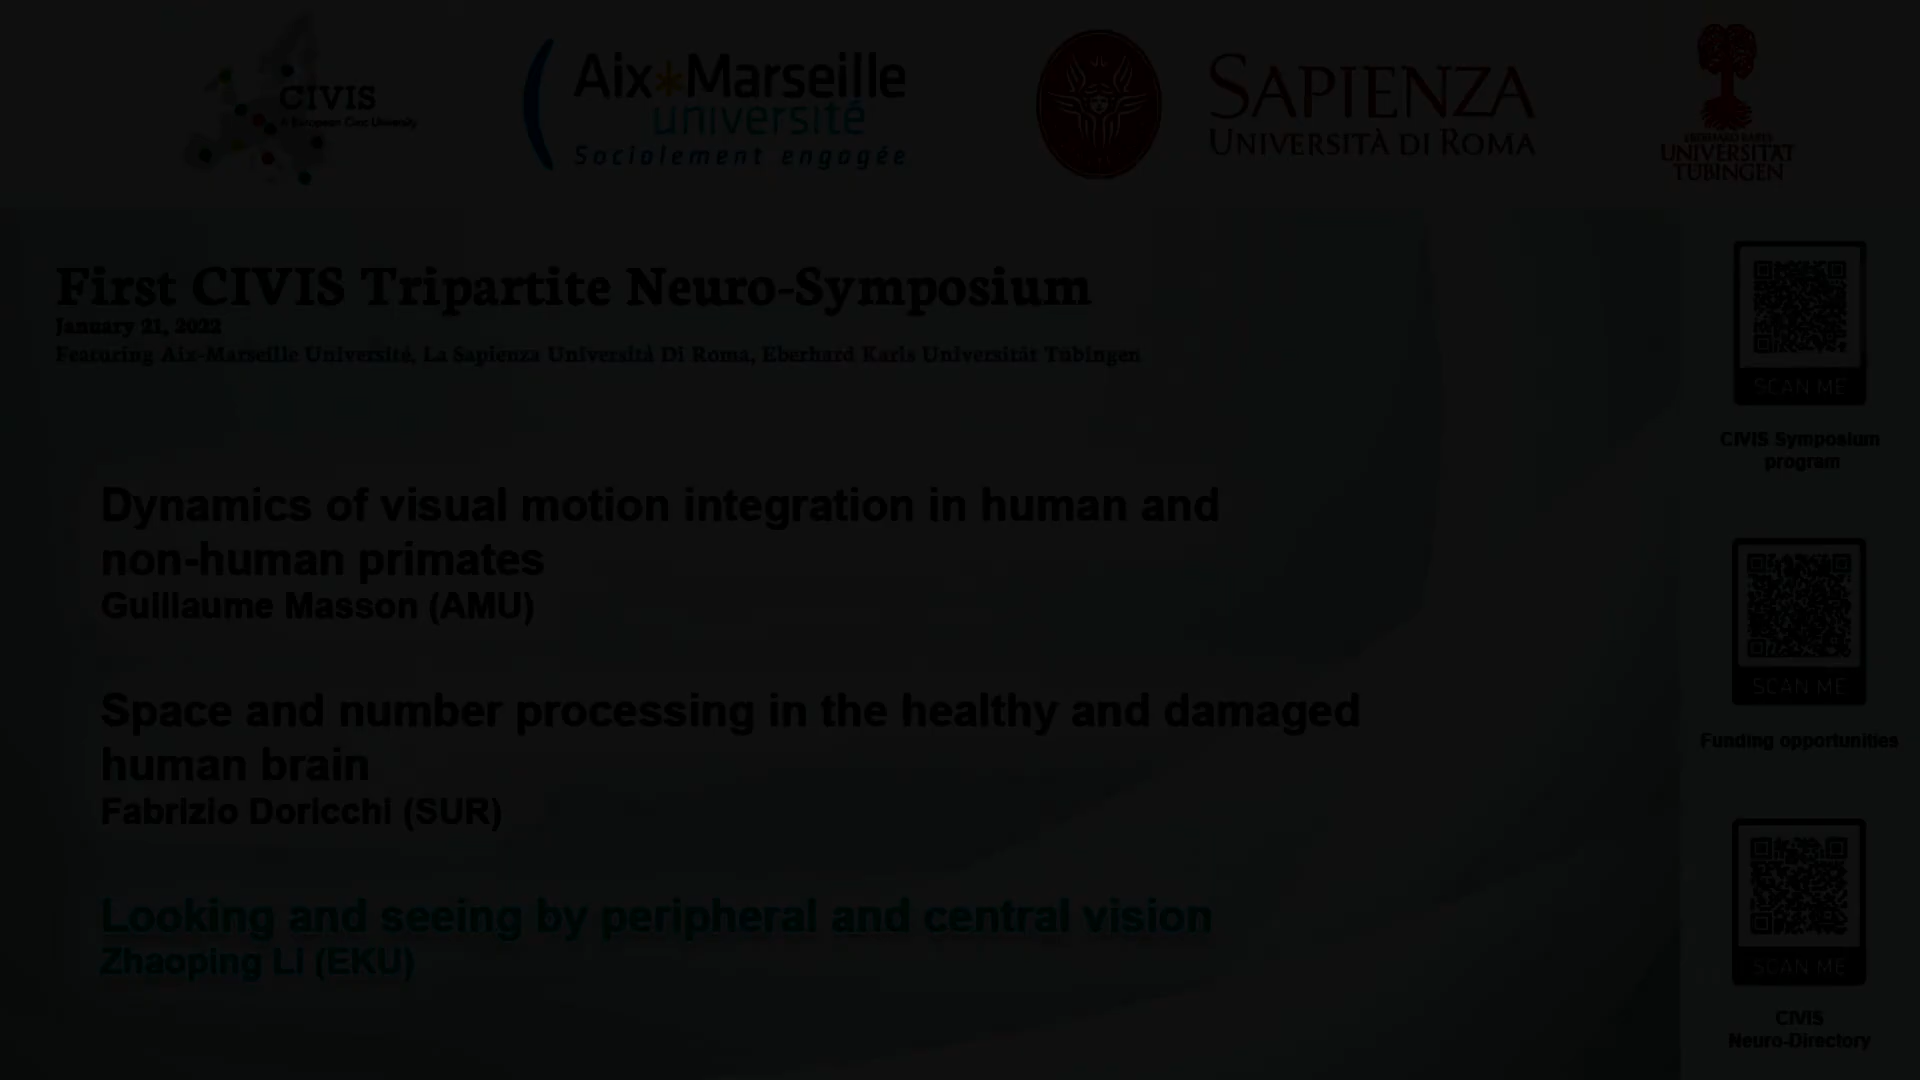 CIVIS
A European Civic University
Aix*Marseille
université
Socialement engagée
SAPIENZA
UNIVERSITÀ DI ROMA
EBERHARD KARLS
UNIVERSITÄT
TÜBINGEN
First CIVIS Tripartite Neuro-Symposium
January 21, 2022
Featuring Aix-Marseille Université, La Sapienza Università Di Roma, Eberhard Karls Universität Tübingen
SCAN ME
CIVIS Symposium
program
Dynamics of visual motion integration in human and
non-human primates
Guillaume Masson (AMU)
SCAN ME
Funding opportunities
Space and number processing in the healthy and damaged
human brain
Fabrizio Doricchi (SUR)
Looking and seeing by peripheral and central vision
Zhaoping Li (EKU)
SCAN ME
CIVIS
Neuro-Directory